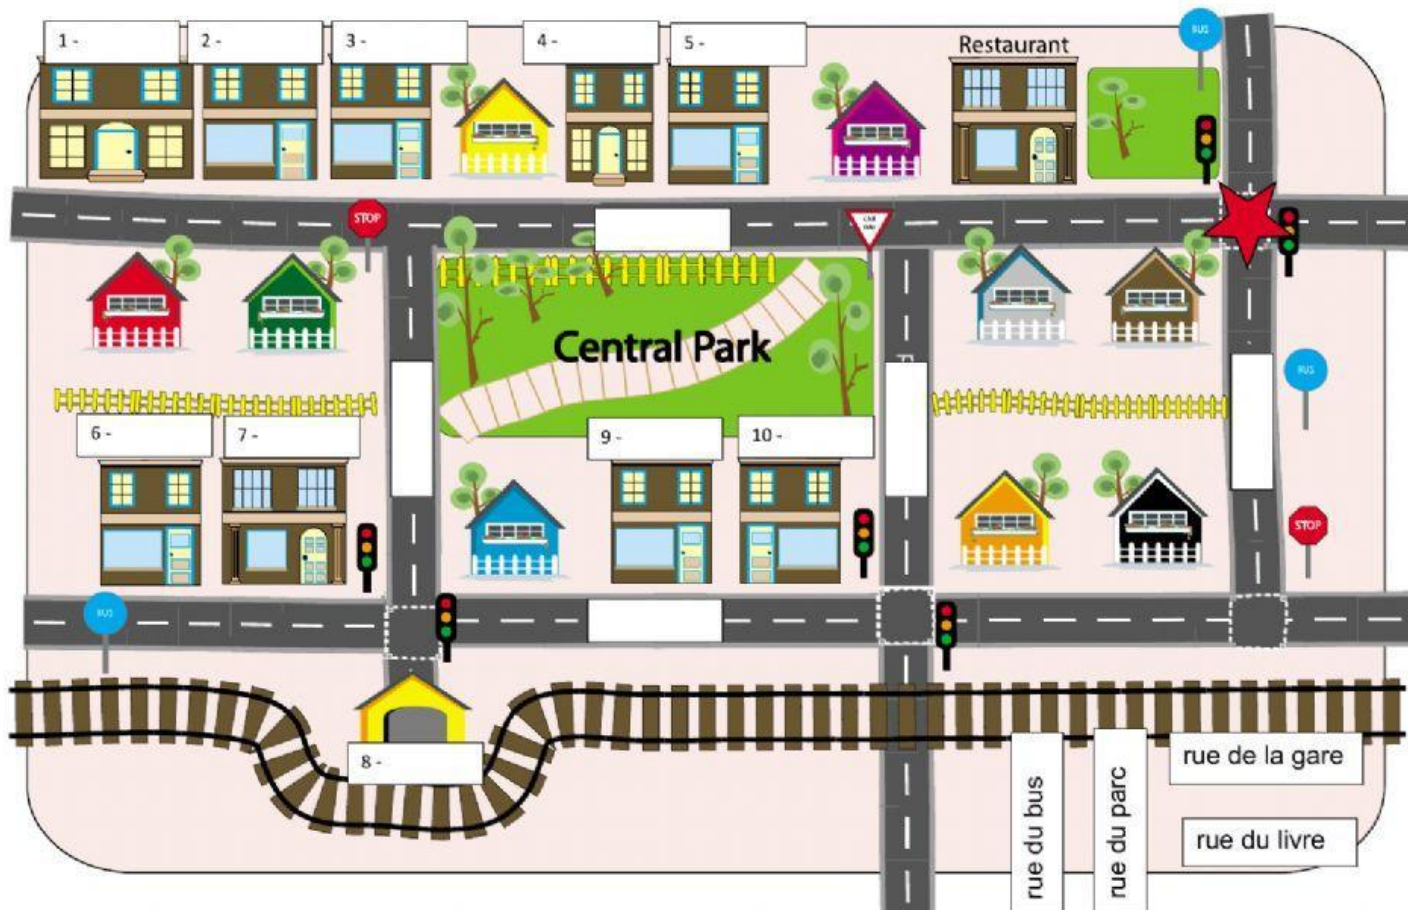 1 -
2 -
3 -
4 -
5 -
Restaurant
BUS
STOP
Central Park
BUS
6 -
7 -
9 -
10 -
STOP
BUS
8 -
rue du bus
rue du parc
rue de la gare
rue du livre